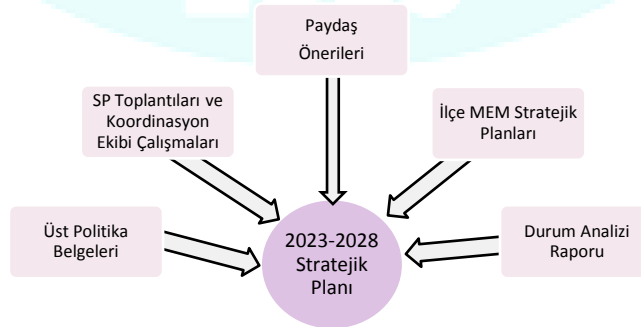 Paydaş
Önerileri
SP Toplantıları ve
Koordinasyon
Ekibi Çalışmaları
İlçe MEM Stratejik
Planları
Üst Politika
Belgeleri
2023-2028
Stratejik
Planı
Durum Analizi
Raporu